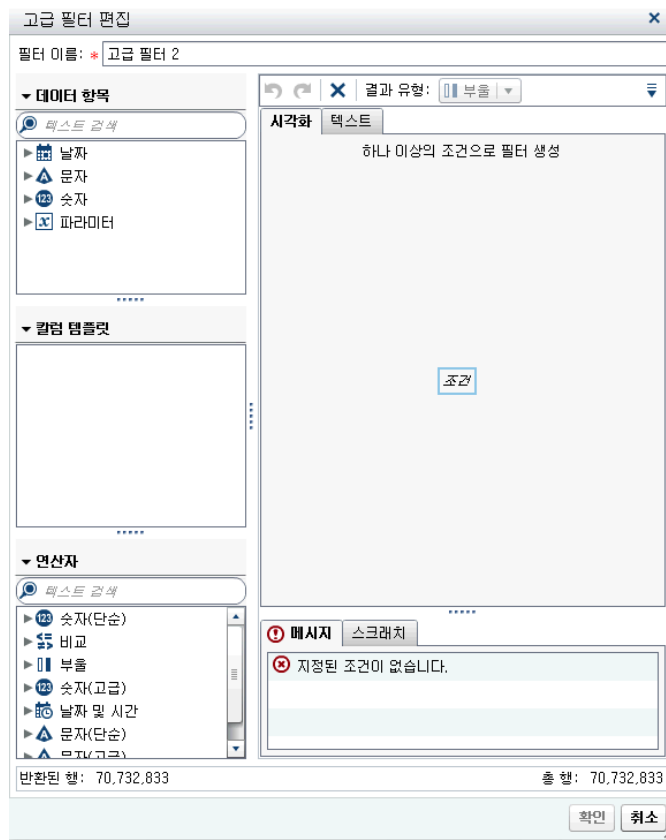 고급 필터 편집
필터 이름: * 고급 필터 2
데이터 항목
텍스트 검색
날짜
문자
숫자
파라미터
칼럼 템플릿
연산자
텍스트 검색
숫자(단순)
비교
부울
숫자(고급)
날짜 및 시간
문자(단순)
문자(고급)
결과 유형: 부울
시각화 텍스트
하나 이상의 조건으로 필터 생성
조건
메시지 스크래치
지정된 조건이 없습니다.
반환된 행: 70,732,833 총 행: 70,732,833
확인 취소